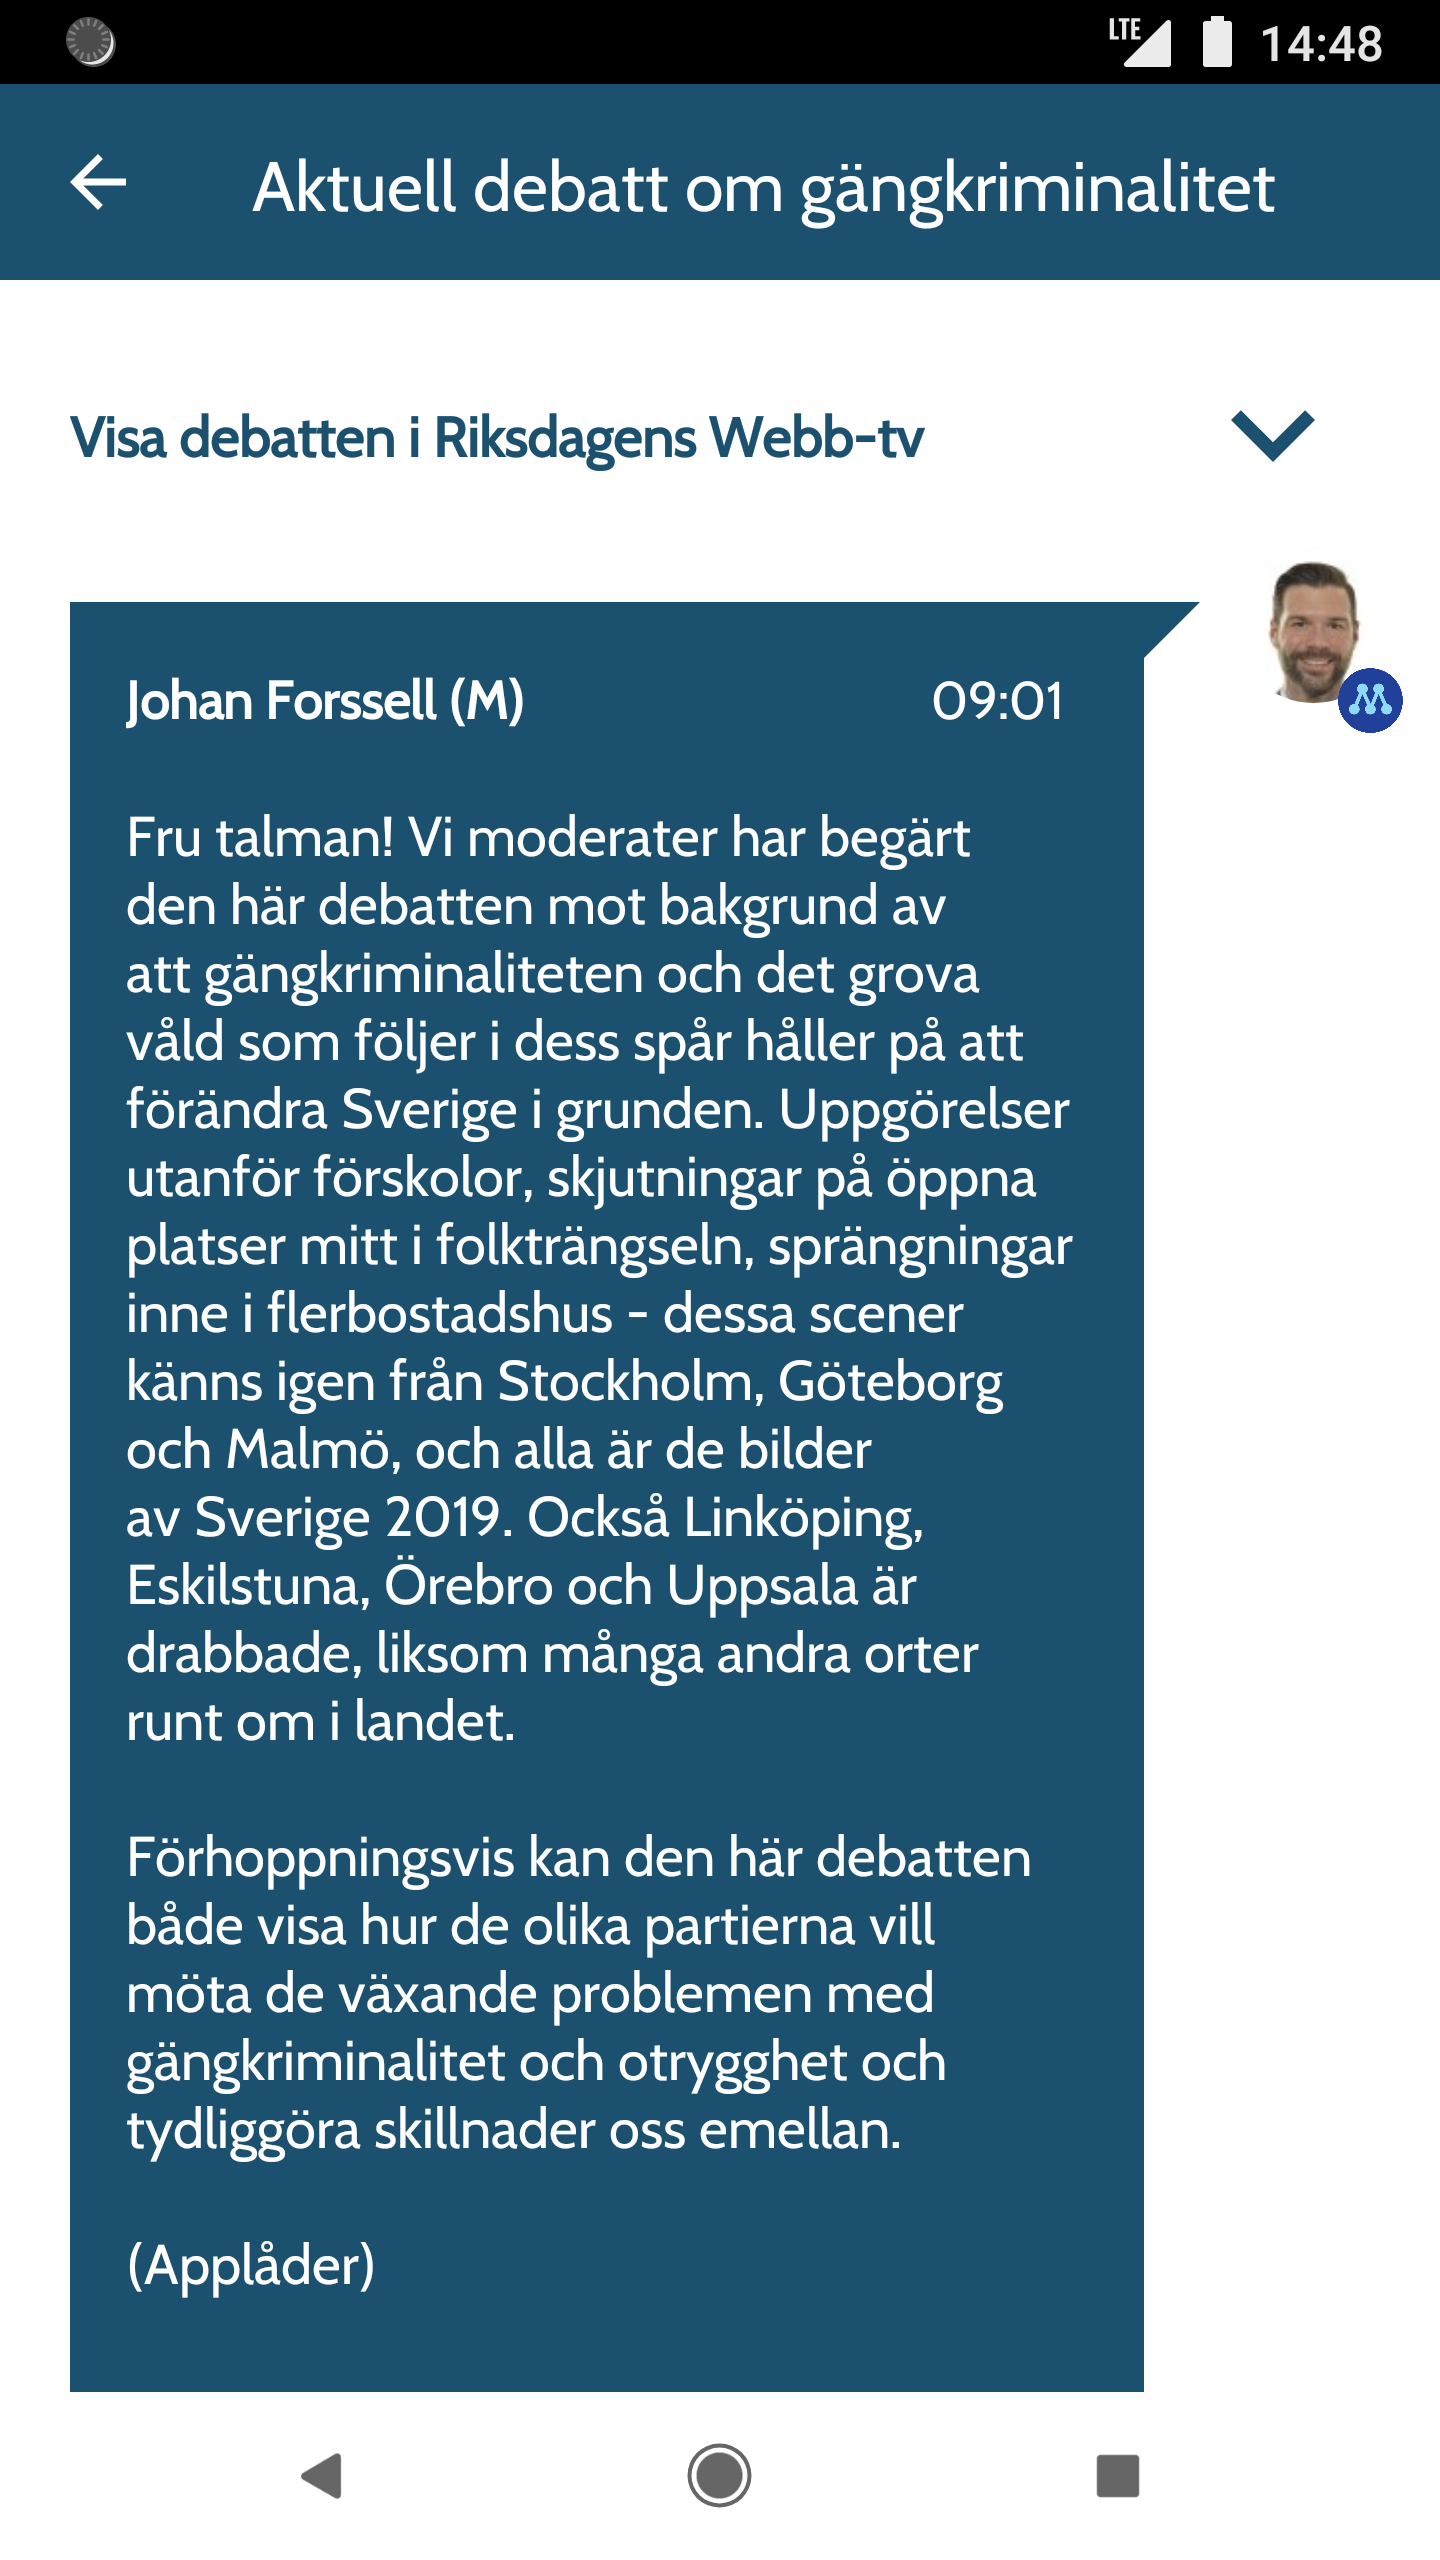 LTE 14:48
Aktuell debatt om gängkriminalitet
Visa debatten i Riksdagens Webb-tv
Johan Forssell (M) 09:01
Fru talman! Vi moderater har begärt
den här debatten mot bakgrund av
att gängkriminaliteten och det grova
våld som följer i dess spår håller på att
förändra Sverige i grunden. Uppgörelser
utanför förskolor, skjutningar på öppna
platser mitt i folkträngseln, sprängningar
inne i flerbostadshus - dessa scener
känns igen från Stockholm, Göteborg
och Malmö, och alla är de bilder
av Sverige 2019. Också Linköping,
Eskilstuna, Örebro och Uppsala är
drabbade, liksom många andra orter
runt om i landet.
Förhoppningsvis kan den här debatten
både visa hur de olika partierna vill
möta de växande problemen med
gängkriminalitet och otrygghet och
tydliggöra skillnader oss emellan.
(Applåder)